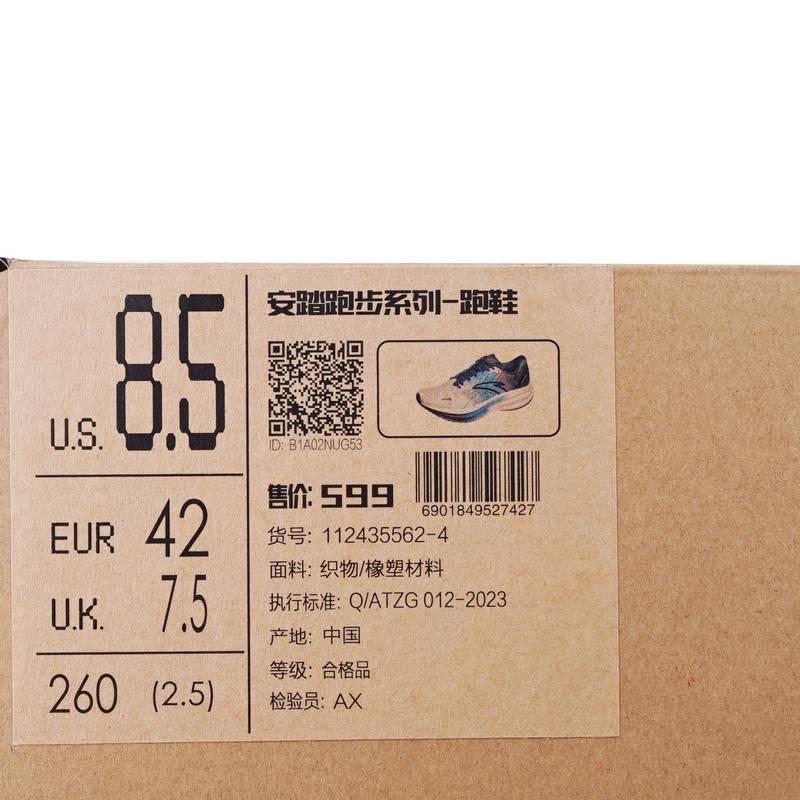 U.S. 8.5
EUR 42
U.K. 7.5
260 (2.5)
安踏跑步系列-跑鞋
ID: B1A02NUG53
售价: 599
6901849527427
货号: 112435562-4
面料: 织物/橡塑材料
执行标准: Q/ATZG 012-2023
产地: 中国
等级: 合格品
检验员: AX